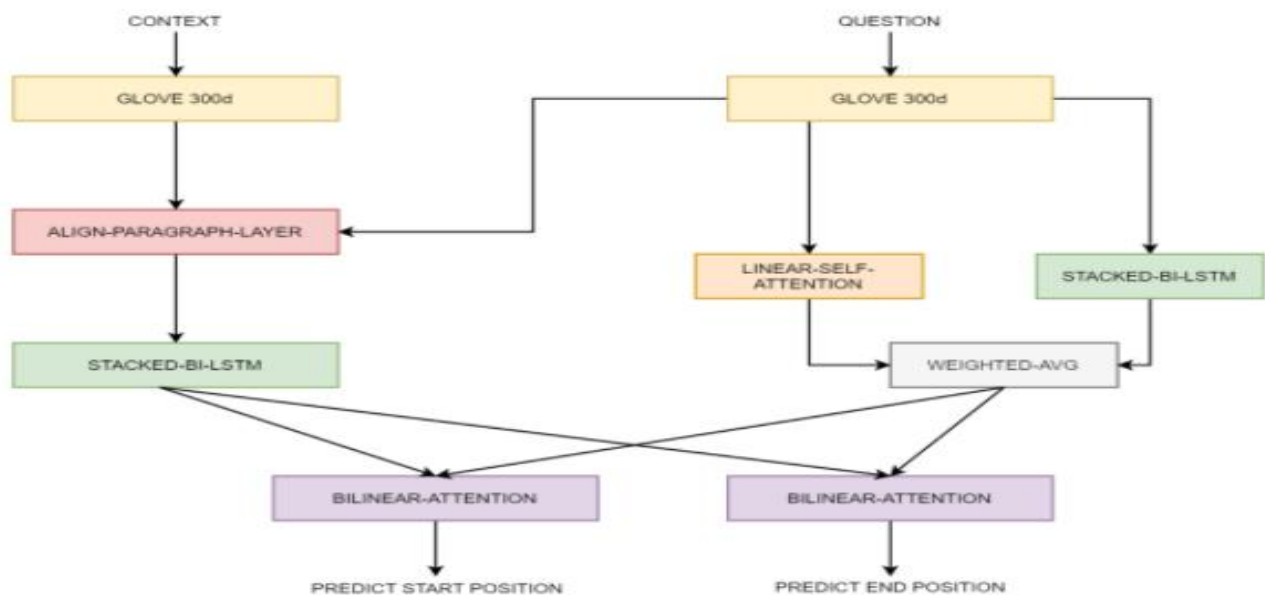 CONTEXT
QUESTION
GLOVE 300d
GLOVE 300d
ALIGN-PARAGRAPH-LAYER
LINEAR-SELF-
ATTENTION
STACKED-BI-LSTM
STACKED-BI-LSTM
WEIGHTED-AVG
BILINEAR-ATTENTION
BILINEAR-ATTENTION
PREDICT START POSITION
PREDICT END POSITION